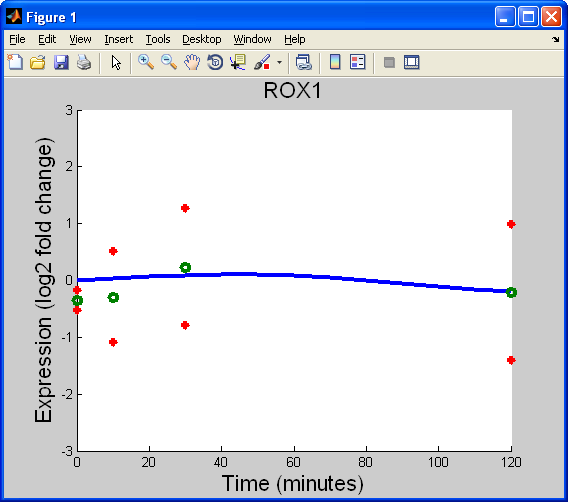 Figure 1
File Edit View Insert Tools Desktop Window Help
ROX1
3
2
1
0
-1
-2
-3
Expression (log2 fold change)
0 20 40 60 80 100 120
Time (minutes)